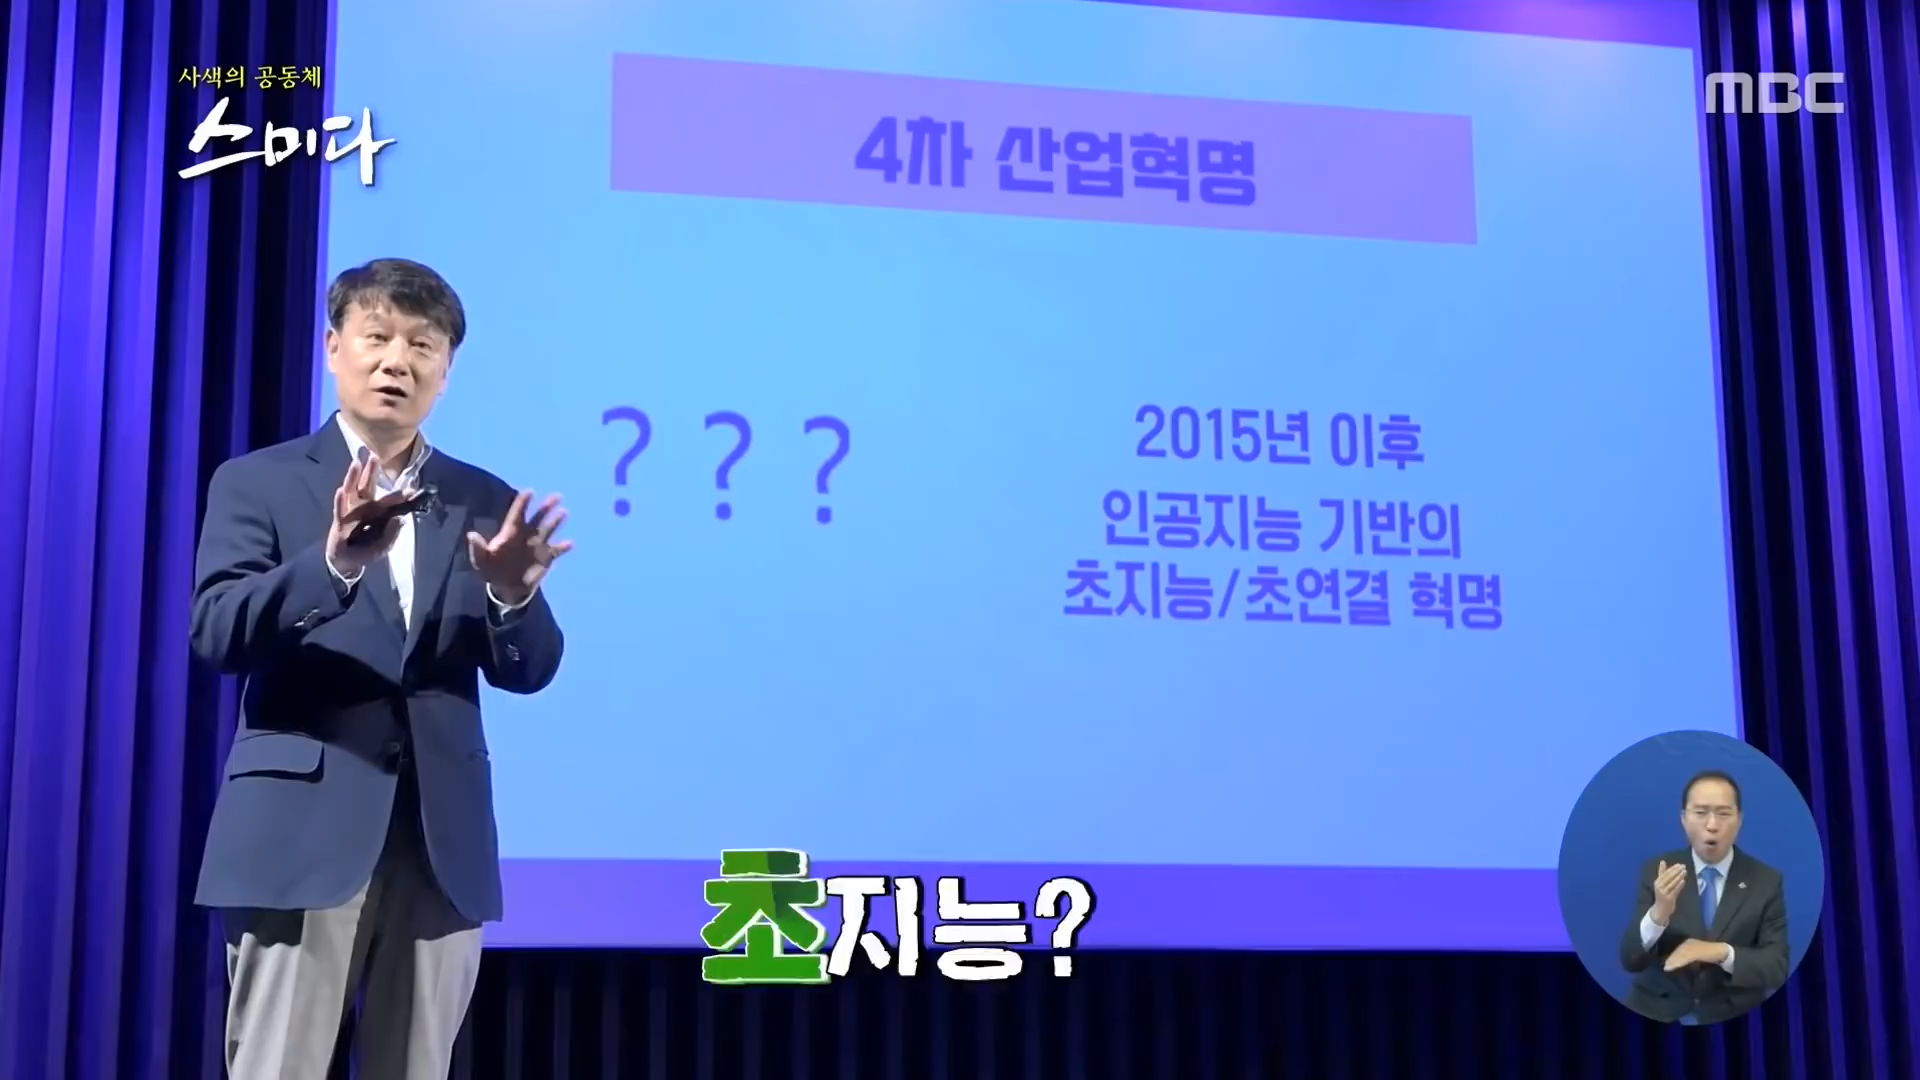 사색의 공동체
스미다
MBC
4차 산업혁명
? ? ?
2015년 이후
인공지능 기반의
초지능/초연결 혁명
초지능?